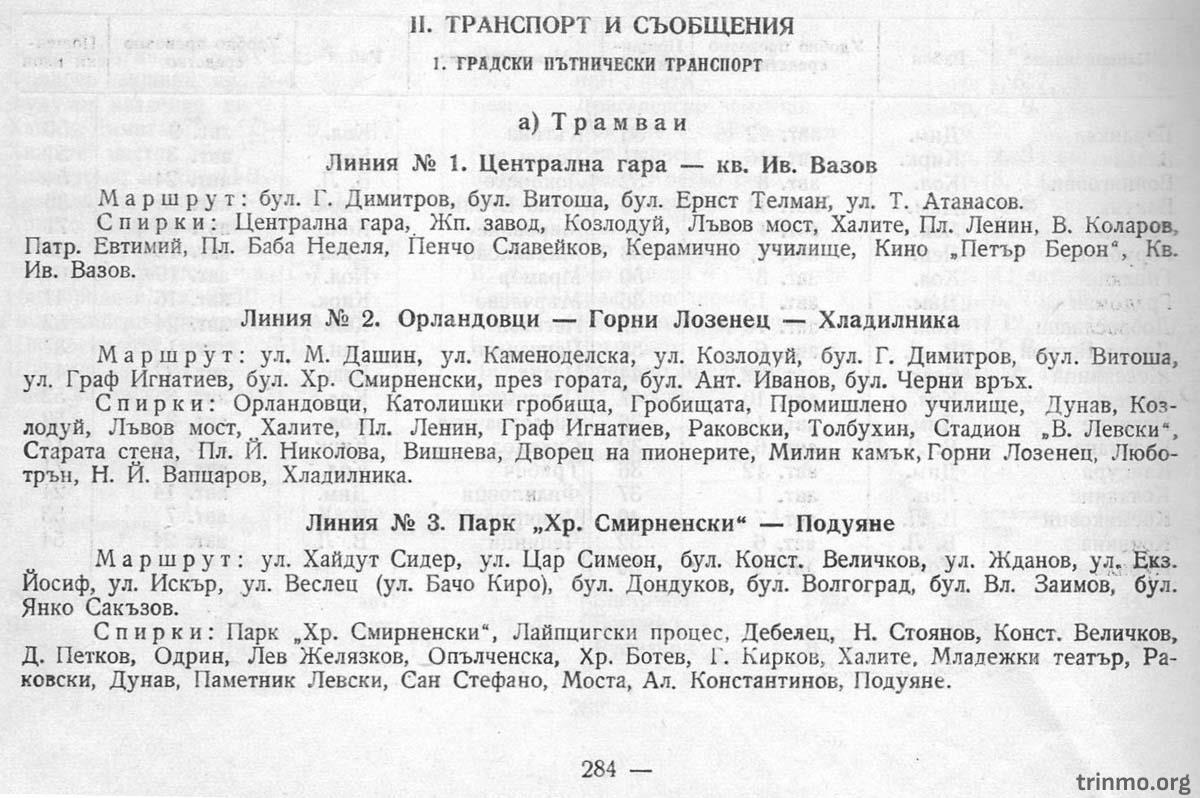 II. ТРАНСПОРТ И СЪОБЩЕНИЯ
1. ГРАДСКИ ПЪТНИЧЕСКИ ТРАНСПОРТ
а) Трамваи
Линия № 1. Централна гара — кв. Ив. Вазов
Маршрут: бул. Г. Димитров, бул. Витоша, бул. Ернст Телман, ул. Т. Атанасов.
Спирки: Централна гара, Жп. завод, Козлодуй, Лъвов мост, Халите, Пл. Ленин, В. Коларов,
Патр. Евтимий, Пл. Баба Неделя, Пенчо Славейков, Керамично училище, Кино „Петър Берон“, Кв.
Ив. Вазов.
Линия № 2. Орландовци — Горни Лозенец — Хладилника
Маршрут: ул. М. Дашин, ул. Каменоделска, ул. Козлодуй, бул. Г. Димитров, бул. Витоша,
ул. Граф Игнатиев, бул. Хр. Смирненски, през гората, бул. Ант. Иванов, бул. Черни връх.
Спирки: Орландовци, Католишки гробища, Гробищата, Промишлено училище, Дунав, Коз-
лодуй, Лъвов мост, Халите, Пл. Ленин, Граф Игнатиев, Раковски, Толбухин, Стадион „В. Левски“,
Старата стена, Пл. Й. Николова, Вишнева, Дворец на пионерите, Милин камък, Горни Лозенец, Любо-
трън, Н. Й. Вапцаров, Хладилника.
Линия № 3. Парк „Хр. Смирненски“ — Подуяне
Маршрут: ул. Хайдут Сидер, ул. Цар Симеон, бул. Конст. Величков, ул. Жданов, ул. Екз.
Йосиф, ул. Искър, ул. Веслец (ул. Бачо Киро), бул. Дондуков, бул. Волгоград, бул. Вл. Заимов, бул.
Янко Сакъзов.
Спирки: Парк „Хр. Смирненски“, Лайпцигски процес, Дебелец, Н. Стоянов, Конст. Величков,
Д. Петков, Одрин, Лев Желязков, Опълченска, Хр. Ботев, Г. Кирков, Халите, Младежки театър, Ра-
ковски, Дунав, Паметник Левски, Сан Стефано, Моста, Ал. Константинов, Подуяне.
284 —
trinmo.org